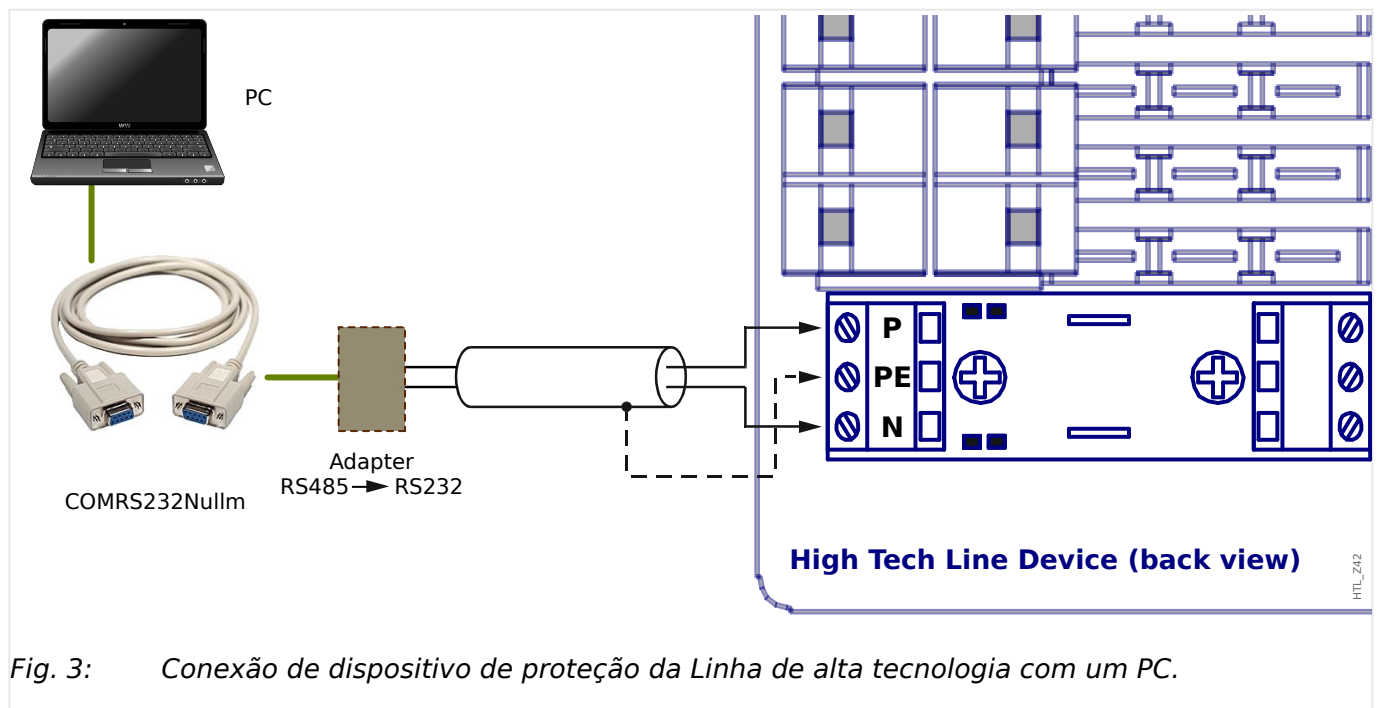 PC
COMRS232Nullm
Adapter
RS485 RS232
P
PE
N
High Tech Line Device (back view)
HTL_Z42
Fig. 3: Conexão de dispositivo de proteção da Linha de alta tecnologia com um PC.